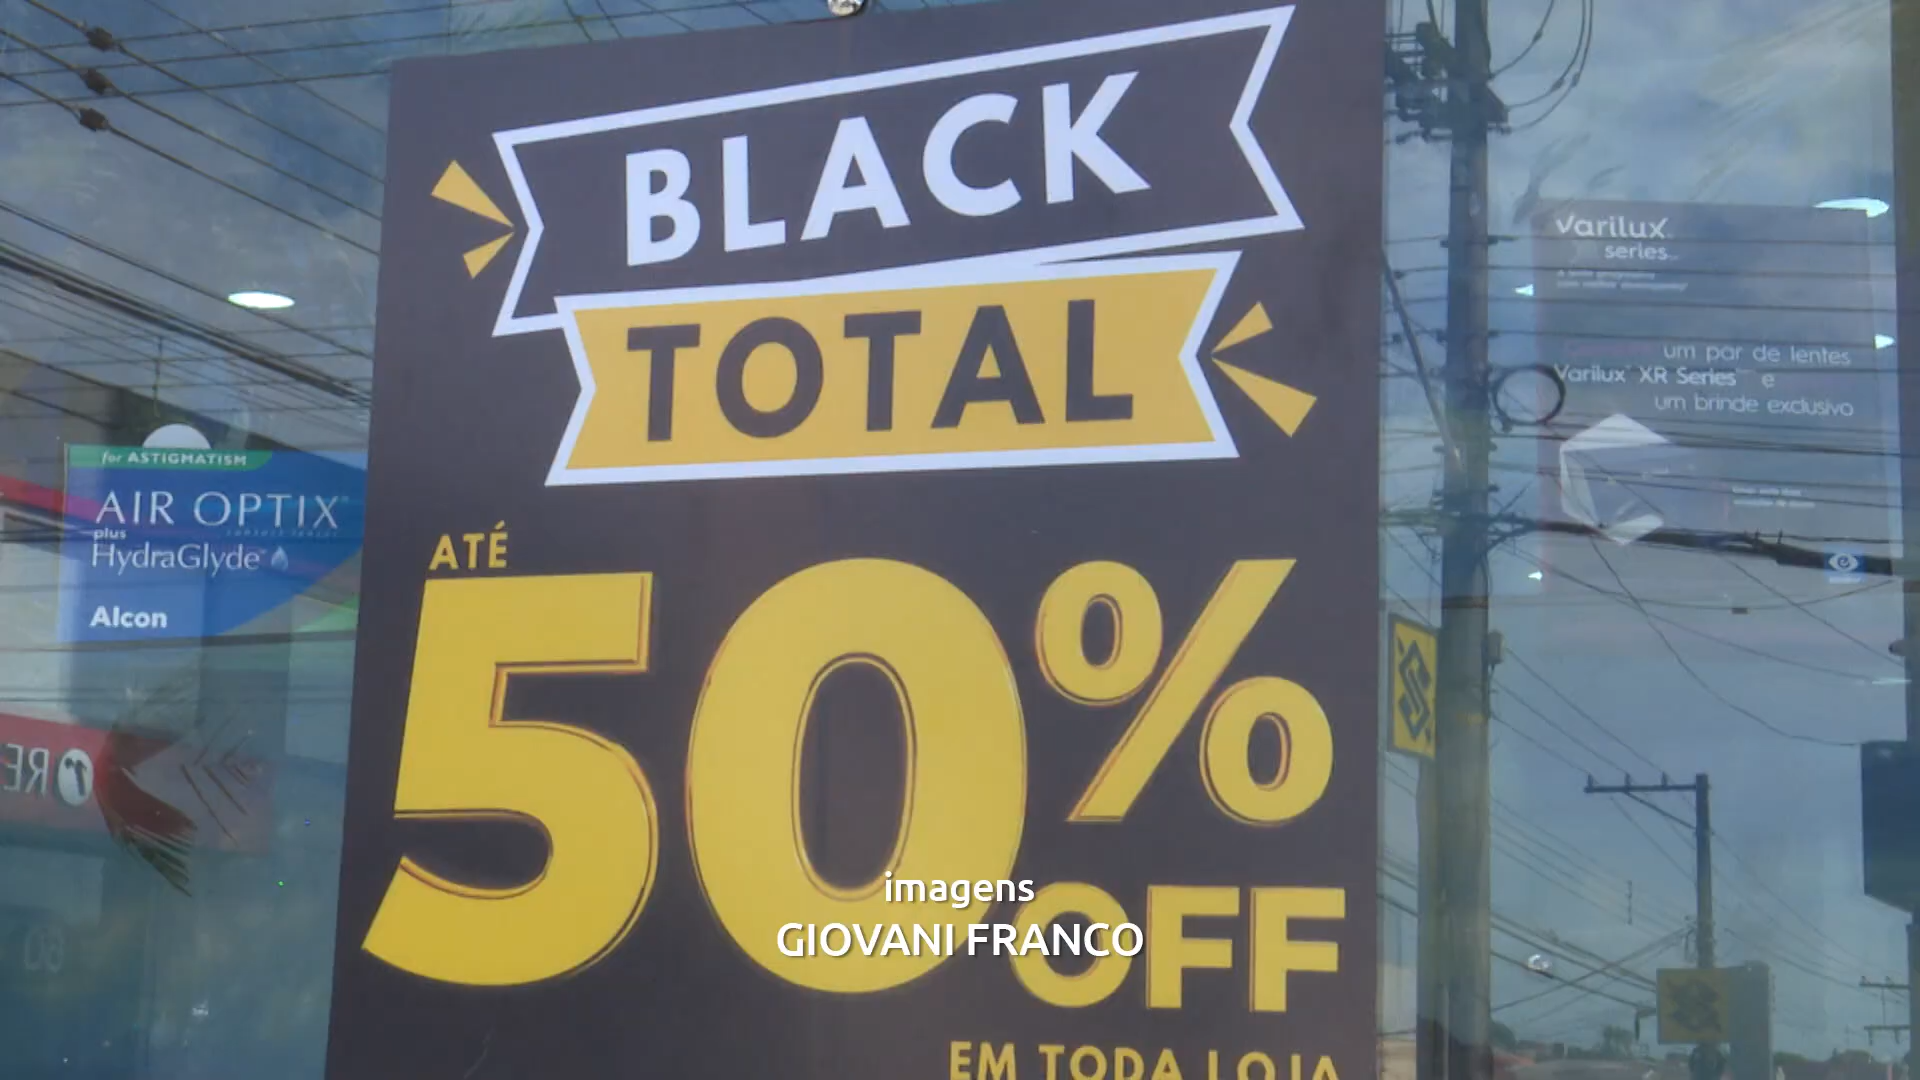 BLACK
TOTAL
ATÉ
50%
OFF
EM TODA LOJA
imagens
GIOVANI FRANCO
for ASTIGMATISM
AIR OPTIX
plus
HydraGlyde
Alcon
varilux
series
um par de lentes
Varilux XR Series e
um brinde exclusivo